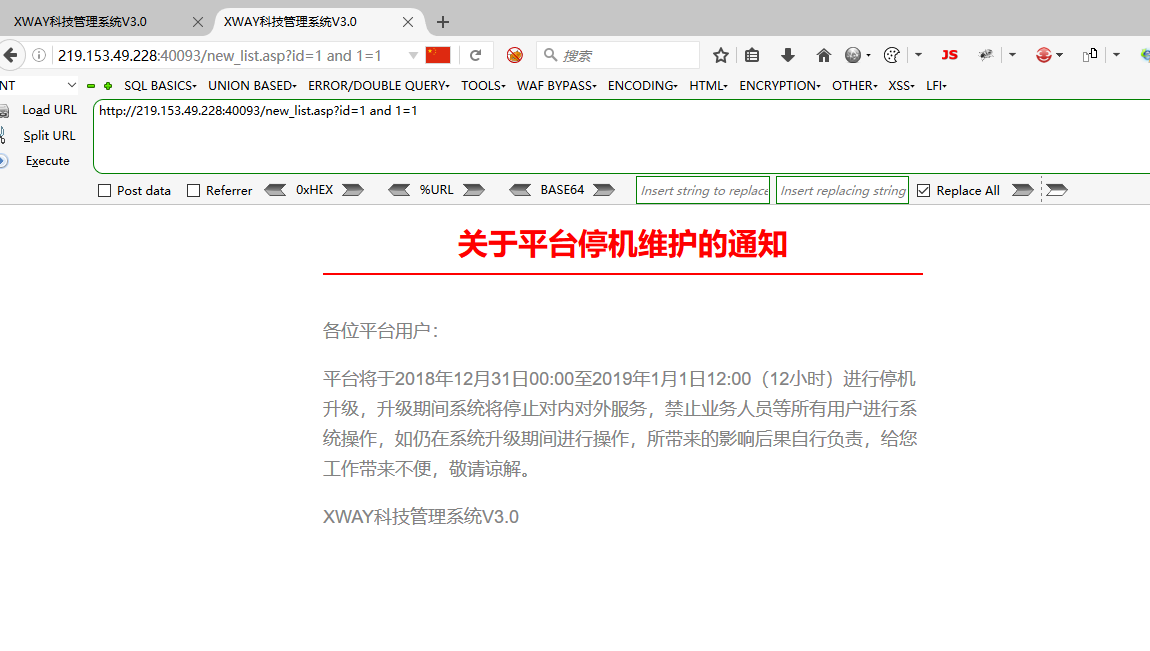 XWAY科技管理系统V3.0
XWAY科技管理系统V3.0
219.153.49.228:40093/new_list.asp?id=1 and 1=1
搜索
JS
NT
SQL BASICS
UNION BASED
ERROR/DOUBLE QUERY
TOOLS
WAF BYPASS
ENCODING
HTML
ENCRYPTION
OTHER
XSS
LFI
Load URL
http://219.153.49.228:40093/new_list.asp?id=1 and 1=1
Split URL
Execute
Post data
Referrer
0xHEX
%URL
BASE64
Insert string to replace
Insert replacing string
Replace All
关于平台停机维护的通知
各位平台用户：
平台将于2018年12月31日00:00至2019年1月1日12:00（12小时）进行停机
升级，升级期间系统将停止对内对外服务，禁止业务人员等所有用户进行系
统操作，如仍在系统升级期间进行操作，所带来的影响后果自行负责，给您
工作带来不便，敬请谅解。
XWAY科技管理系统V3.0